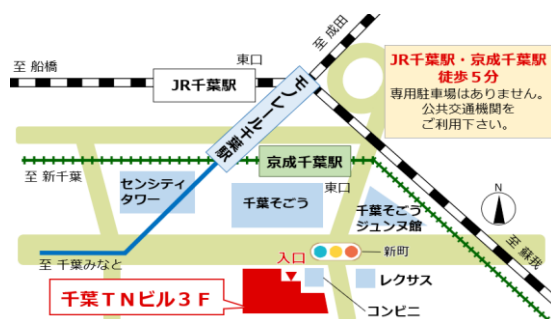 至 成田
東口
至 船橋
JR千葉駅
モノレール千葉駅
JR千葉駅・京成千葉駅
徒歩５分
専用駐車場はありません。
公共交通機関を
ご利用下さい。
京成千葉駅
至 新千葉
東口
センシティ
タワー
千葉そごう
千葉そごう
ジュンヌ館
N
新町
至 蘇我
至 千葉みなと
入口
レクサス
千葉ＴＮビル３Ｆ
コンビニ